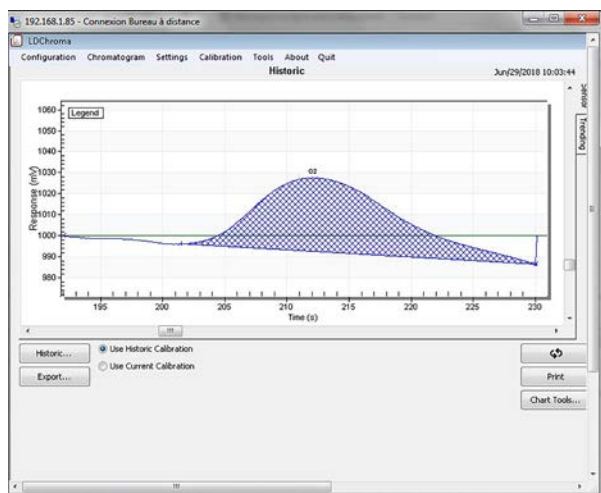 192.168.1.85 - Connexion Bureau à distance
LDChroma
Configuration Chromatogram Settings Calibration Tools About Quit
Historic
Jun/29/2018 10:03:44
Sensor
Trending
Legend
O2
Response (mV)
1060
1050
1040
1030
1020
1010
1000
990
980
195 200 205 210 215 220 225 230
Time (s)
Historic...
Use Historic Calibration
Export...
Use Current Calibration
Print
Chart Tools...